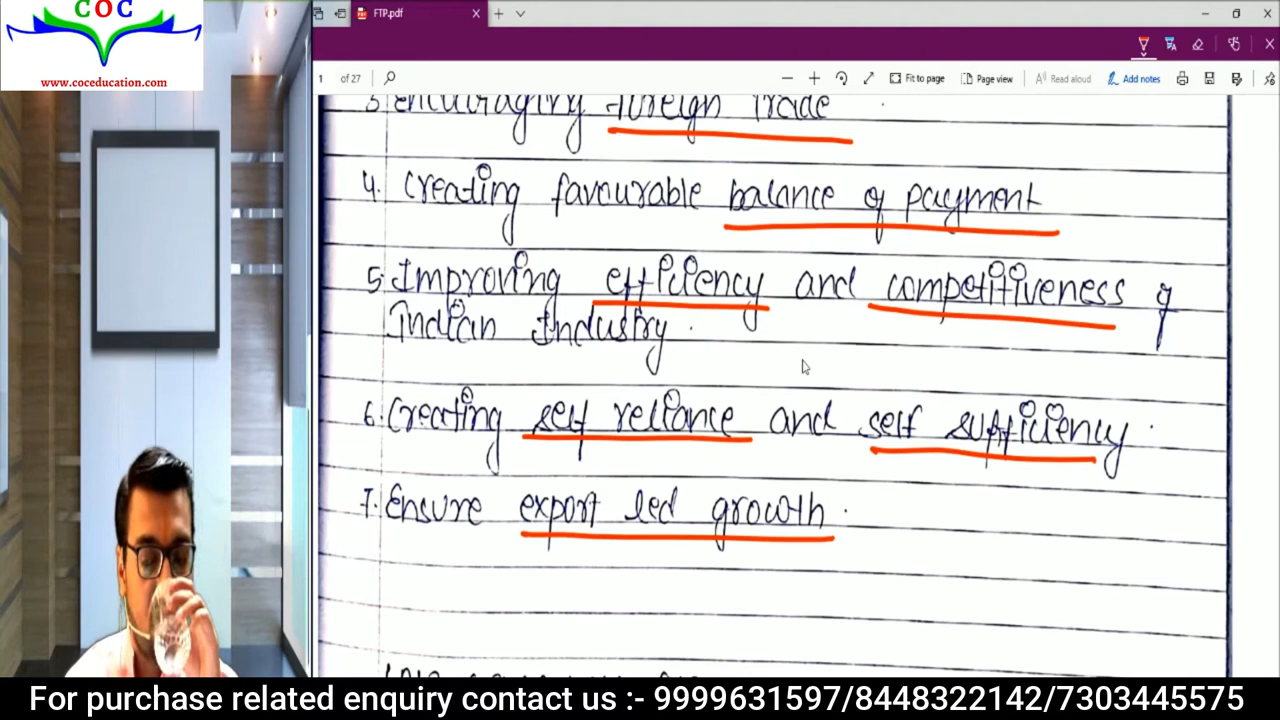 COC
www.coceducation.com
FTP.pdf
1 of 27
Fit to page
Page view
Read aloud
Add notes
3 encouraging foreign Trade
4. Creating favourable balance of payment
5. Improving efficiency and competitiveness of
Indian Industry.
6. Creating self reliance and self sufficiency.
7. Ensure export led growth.
For purchase related enquiry contact us :- 9999631597/8448322142/7303445575